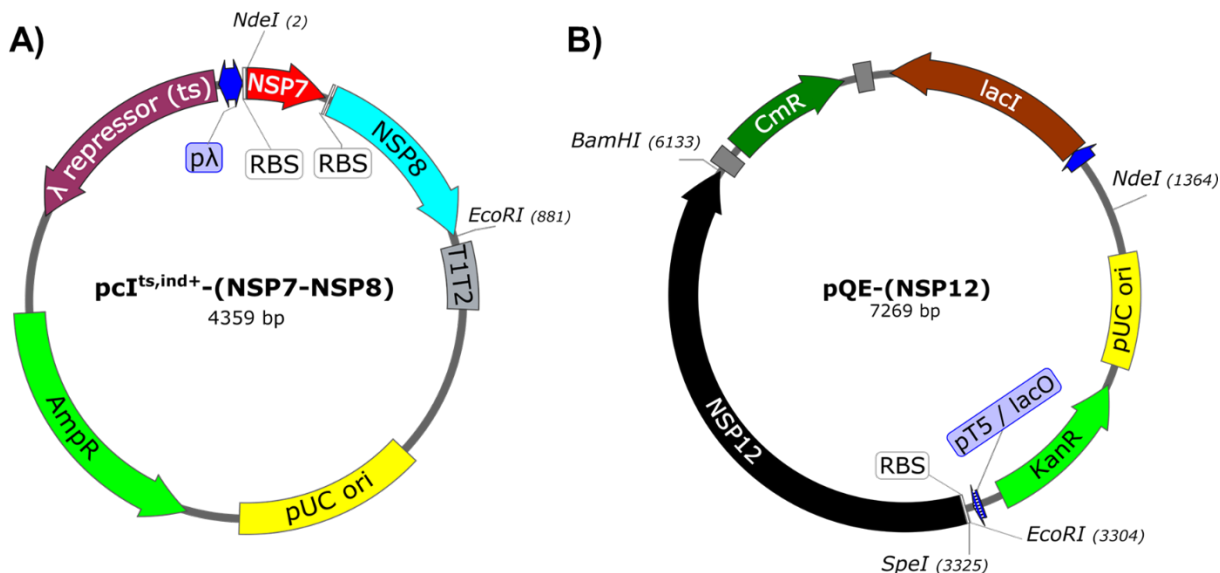 A)
NdeI (2)
λ repressor (ts)
NSP7
pλ
RBS
RBS
NSP8
EcoRI (881)
T1T2
pcI^ts,ind+-(NSP7-NSP8)
4359 bp
AmpR
pUC ori
B)
CmR
lacI
BamHI (6133)
NdeI (1364)
pQE-(NSP12)
7269 bp
pUC ori
NSP12
pT5 / lacO
KanR
RBS
EcoRI (3304)
SpeI (3325)